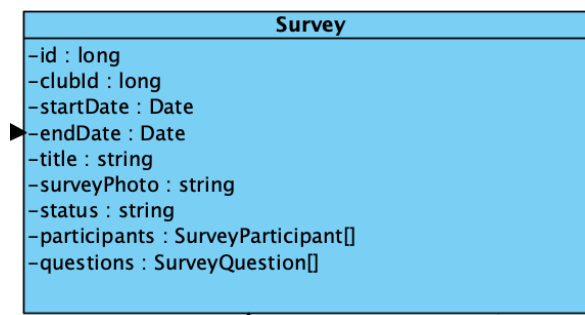 Survey
-id : long
-clubId : long
-startDate : Date
-endDate : Date
-title : string
-surveyPhoto : string
-status : string
-participants : SurveyParticipant[]
-questions : SurveyQuestion[]